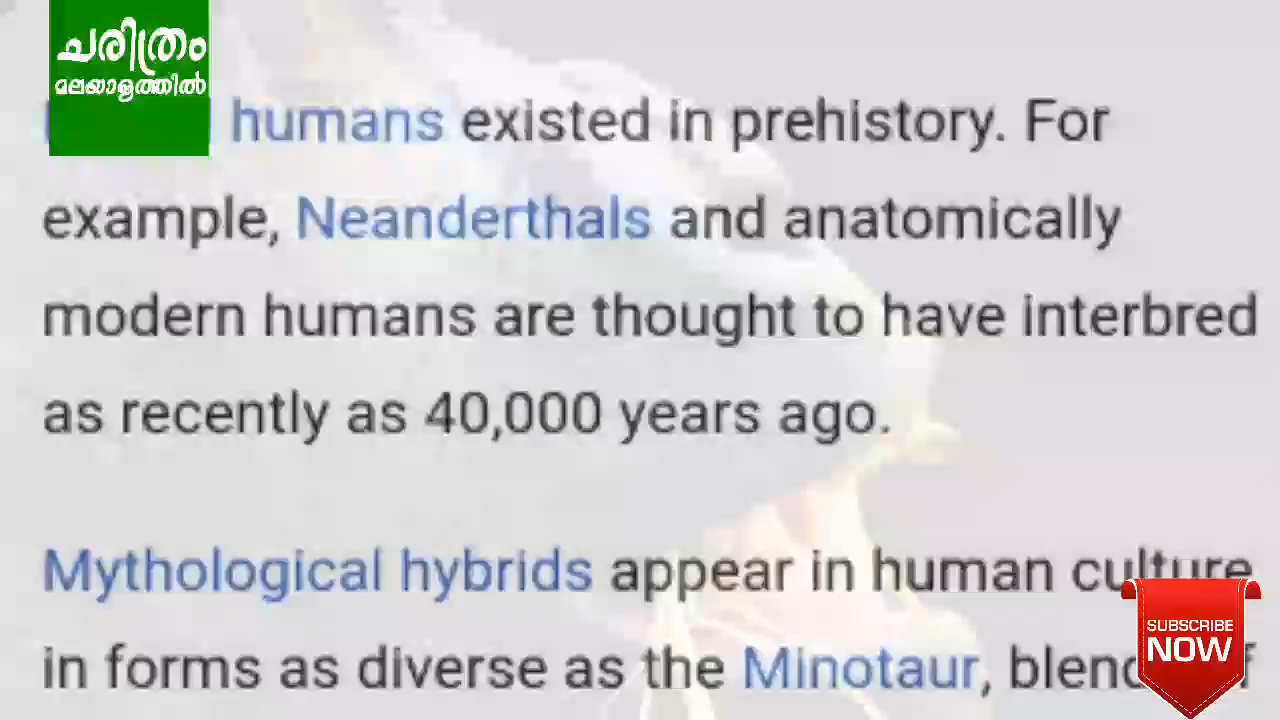 ചരിത്രം
മലയാളത്തിൽ
humans existed in prehistory. For
example, Neanderthals and anatomically
modern humans are thought to have interbred
as recently as 40,000 years ago.
Mythological hybrids appear in human culture
in forms as diverse as the Minotaur,
SUBSCRIBE
NOW